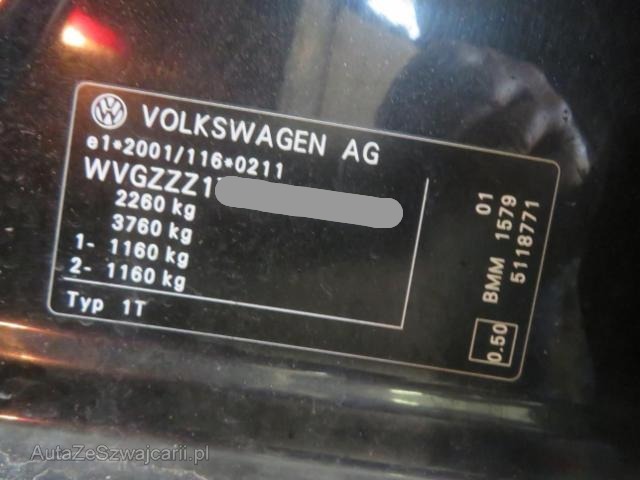 VOLKSWAGEN AG
e1*2001/116*0211
WVGZZZ1
2260 kg
3760 kg
1- 1160 kg
2- 1160 kg
Typ 1T
01
BMM 1579
5118771
0.50
AutaZeSzwajcarii.pl